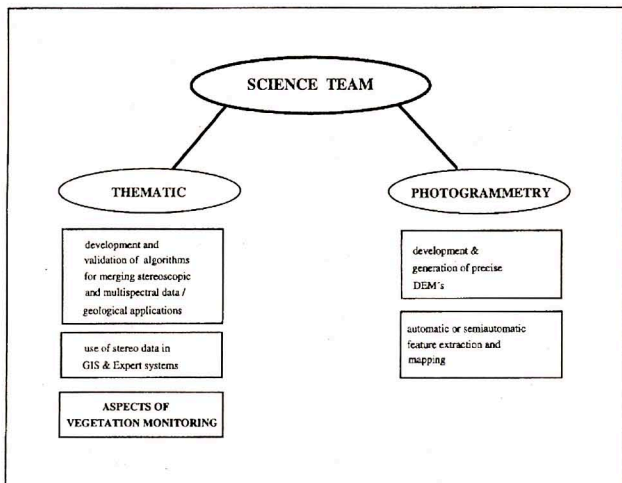 SCIENCE TEAM
THEMATIC
development and
validation of algorithms
for merging stereoscopic
and multispectral data /
geological applications
use of stereo data in
GIS & Expert systems
ASPECTS OF
VEGETATION MONITORING
PHOTOGRAMMETRY
development &
generation of precise
DEM´s
automatic or semiautomatic
feature extraction and
mapping